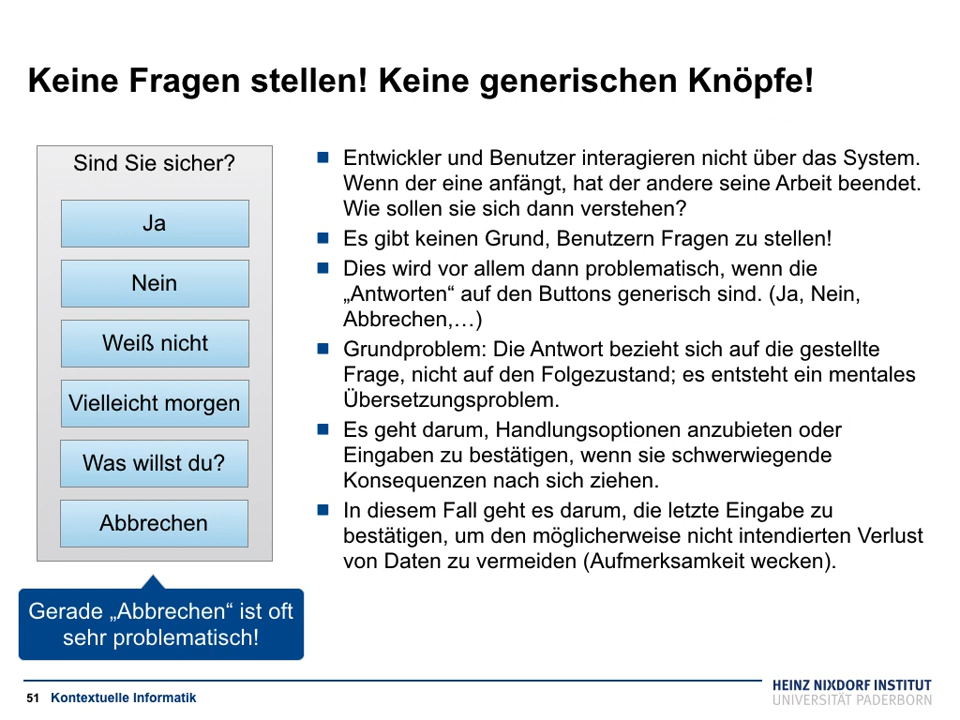 Keine Fragen stellen! Keine generischen Knöpfe!
Sind Sie sicher?
Ja
Nein
Weiß nicht
Vielleicht morgen
Was willst du?
Abbrechen
Gerade „Abbrechen“ ist oft
sehr problematisch!
Entwickler und Benutzer interagieren nicht über das System.
Wenn der eine anfängt, hat der andere seine Arbeit beendet.
Wie sollen sie sich dann verstehen?
Es gibt keinen Grund, Benutzern Fragen zu stellen!
Dies wird vor allem dann problematisch, wenn die
„Antworten“ auf den Buttons generisch sind. (Ja, Nein,
Abbrechen,…)
Grundproblem: Die Antwort bezieht sich auf die gestellte
Frage, nicht auf den Folgezustand; es entsteht ein mentales
Übersetzungsproblem.
Es geht darum, Handlungsoptionen anzubieten oder
Eingaben zu bestätigen, wenn sie schwerwiegende
Konsequenzen nach sich ziehen.
In diesem Fall geht es darum, die letzte Eingabe zu
bestätigen, um den möglicherweise nicht intendierten Verlust
von Daten zu vermeiden (Aufmerksamkeit wecken).
51 Kontextuelle Informatik
HEINZ NIXDORF INSTITUT
UNIVERSITÄT PADERBORN